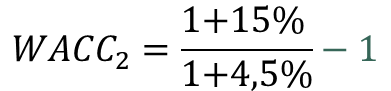 WACC₂ = (1+15%)/(1+4,5%) − 1